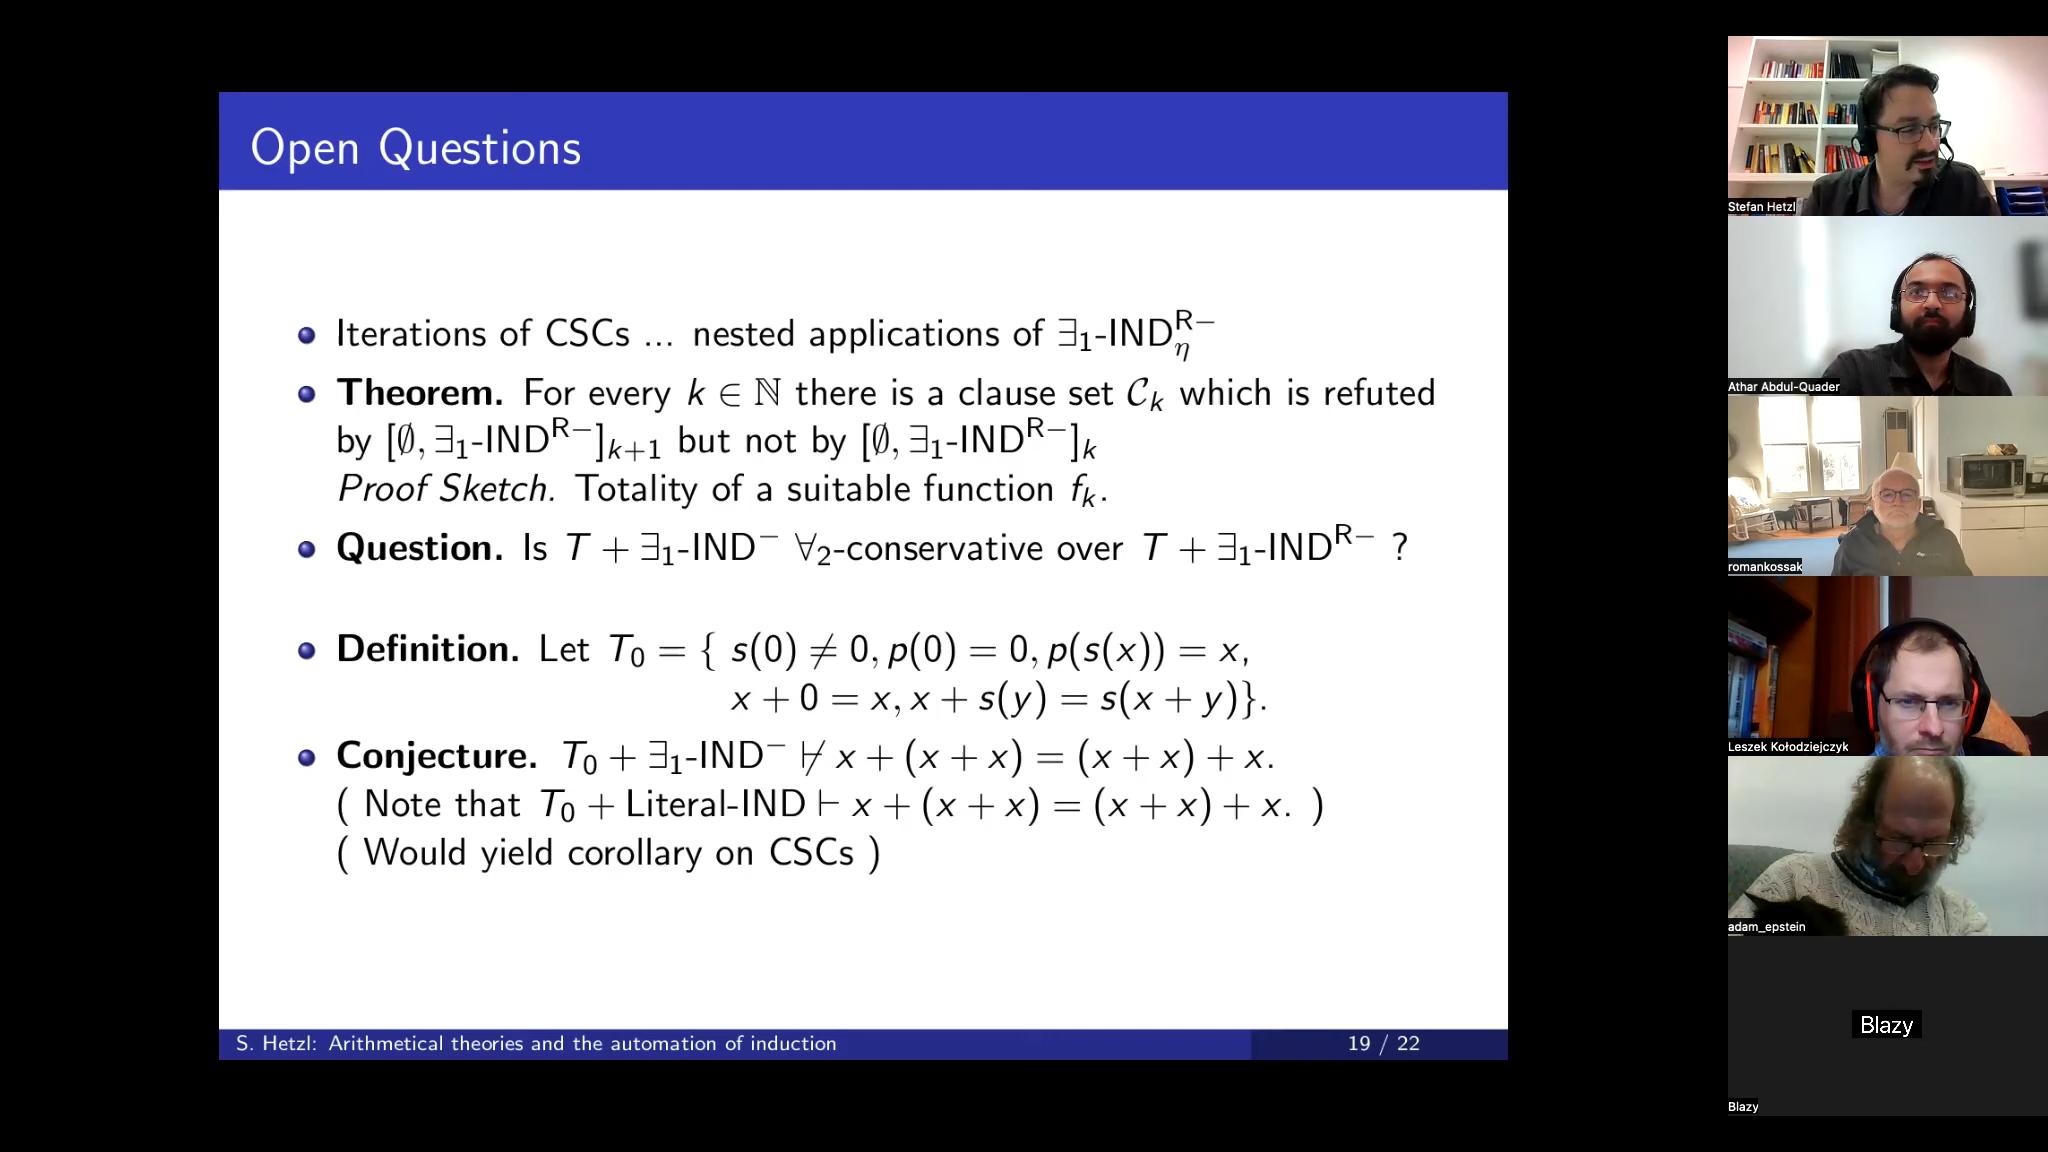 Open Questions
Iterations of CSCs ... nested applications of ∃₁-IND_η^{R−}
Theorem. For every k ∈ ℕ there is a clause set 𝒞ₖ which is refuted
by [∅, ∃₁-IND^{R−}]_{k+1} but not by [∅, ∃₁-IND^{R−}]_k
Proof Sketch. Totality of a suitable function fₖ.
Question. Is T + ∃₁-IND⁻ ∀₂-conservative over T + ∃₁-IND^{R−} ?
Definition. Let T₀ = { s(0) ≠ 0, p(0) = 0, p(s(x)) = x,
x + 0 = x, x + s(y) = s(x + y)}.
Conjecture. T₀ + ∃₁-IND⁻ ⊬ x + (x + x) = (x + x) + x.
( Note that T₀ + Literal-IND ⊢ x + (x + x) = (x + x) + x. )
( Would yield corollary on CSCs )
S. Hetzl: Arithmetical theories and the automation of induction
19 / 22
Stefan Hetzl
Athar Abdul-Quader
romankossak
Leszek Kołodziejczyk
adam_epstein
Blazy
Blazy